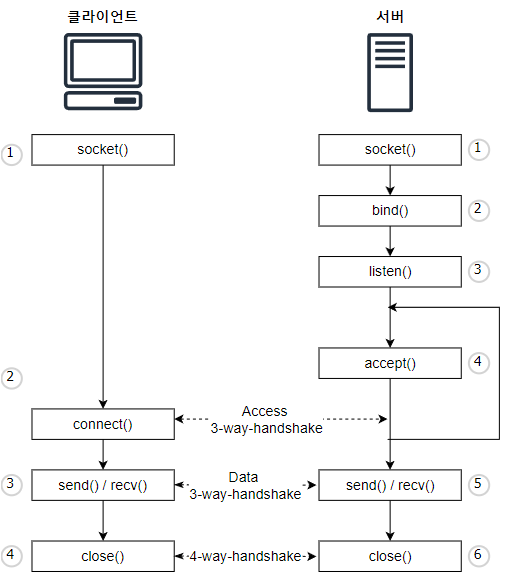 클라이언트
서버
1
socket()
socket()
1
bind()
2
listen()
3
accept()
4
2
connect()
Access
3-way-handshake
3
send() / recv()
Data
3-way-handshake
send() / recv()
5
4
close()
4-way-handshake
close()
6